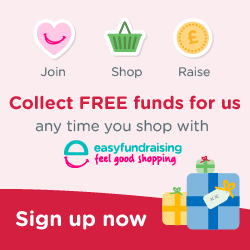 Join Shop Raise
Collect FREE funds for us
any time you shop with
easyfundraising
feel good shopping
Sign up now